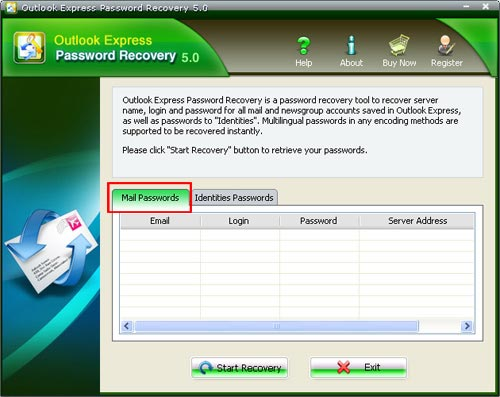 Outlook Express Password Recovery 5.0
Outlook Express
Password Recovery 5.0
Help
About
Buy Now
Register
Outlook Express Password Recovery is a password recovery tool to recover server
name, login and password for all mail and newsgroup accounts saved in Outlook Express,
as well as passwords to "Identities". Multilingual passwords in any encoding methods are
supported to be recovered instantly.
Please click "Start Recovery" button to retrieve your passwords.
Mail Passwords
Identities Passwords
Email
Login
Password
Server Address
Start Recovery
Exit